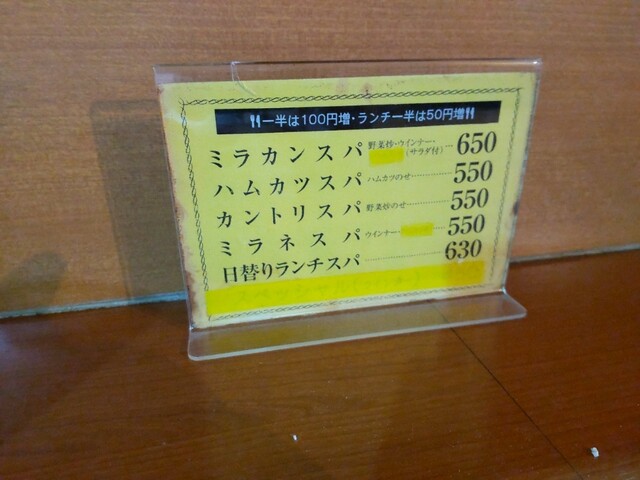 一半は100円増・ランチ一半は50円増
ミラカンスパ 野菜炒・ウインナー・(サラダ付) 650
ハムカツスパ ハムカツのせ 550
カントリスパ 野菜炒のせ 550
ミラネスパ ウインナー・ 550
日替りランチスパ 630